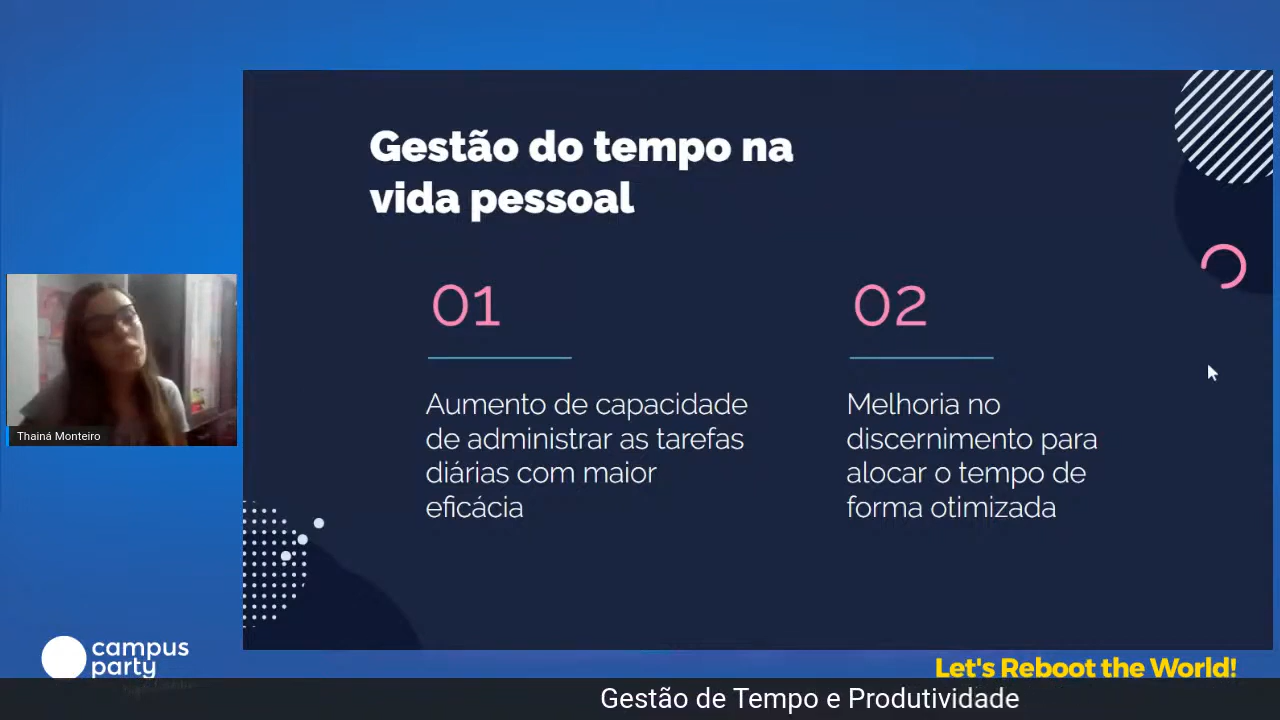 Gestão do tempo na
vida pessoal
01
Aumento de capacidade
de administrar as tarefas
diárias com maior
eficácia
02
Melhoria no
discernimento para
alocar o tempo de
forma otimizada
Thainá Monteiro
campus
party
Let's Reboot the World!
Gestão de Tempo e Produtividade